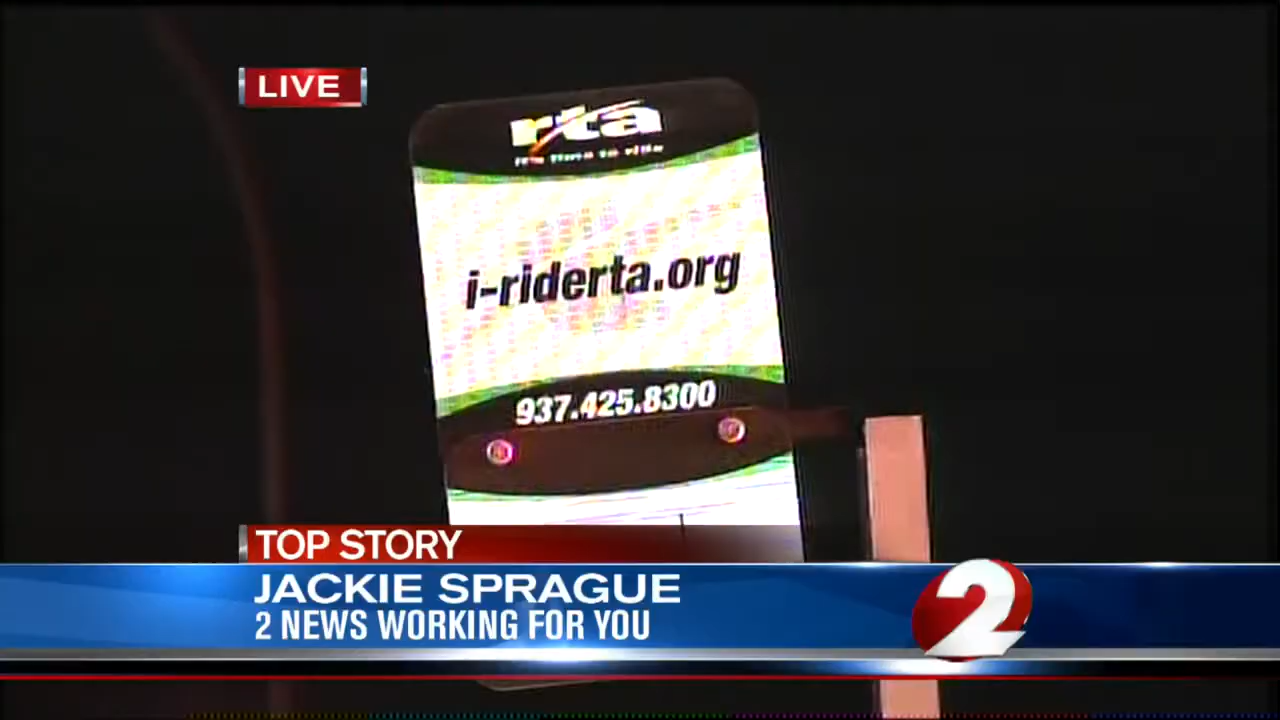 LIVE
rta
i-riderta.org
937.425.8300
TOP STORY
JACKIE SPRAGUE
2 NEWS WORKING FOR YOU
2